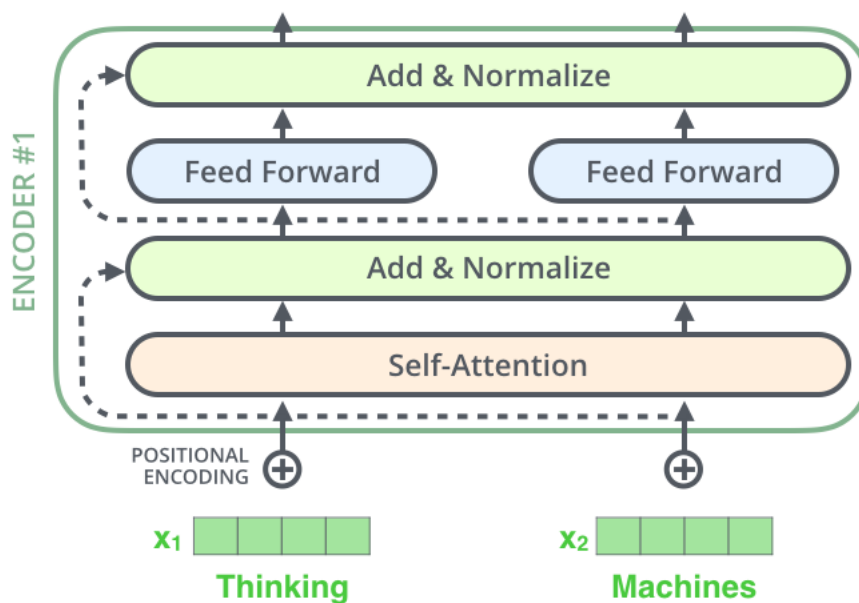 ENCODER #1
Add & Normalize
Feed Forward
Feed Forward
Add & Normalize
Self-Attention
POSITIONAL
ENCODING
x₁
x₂
Thinking
Machines